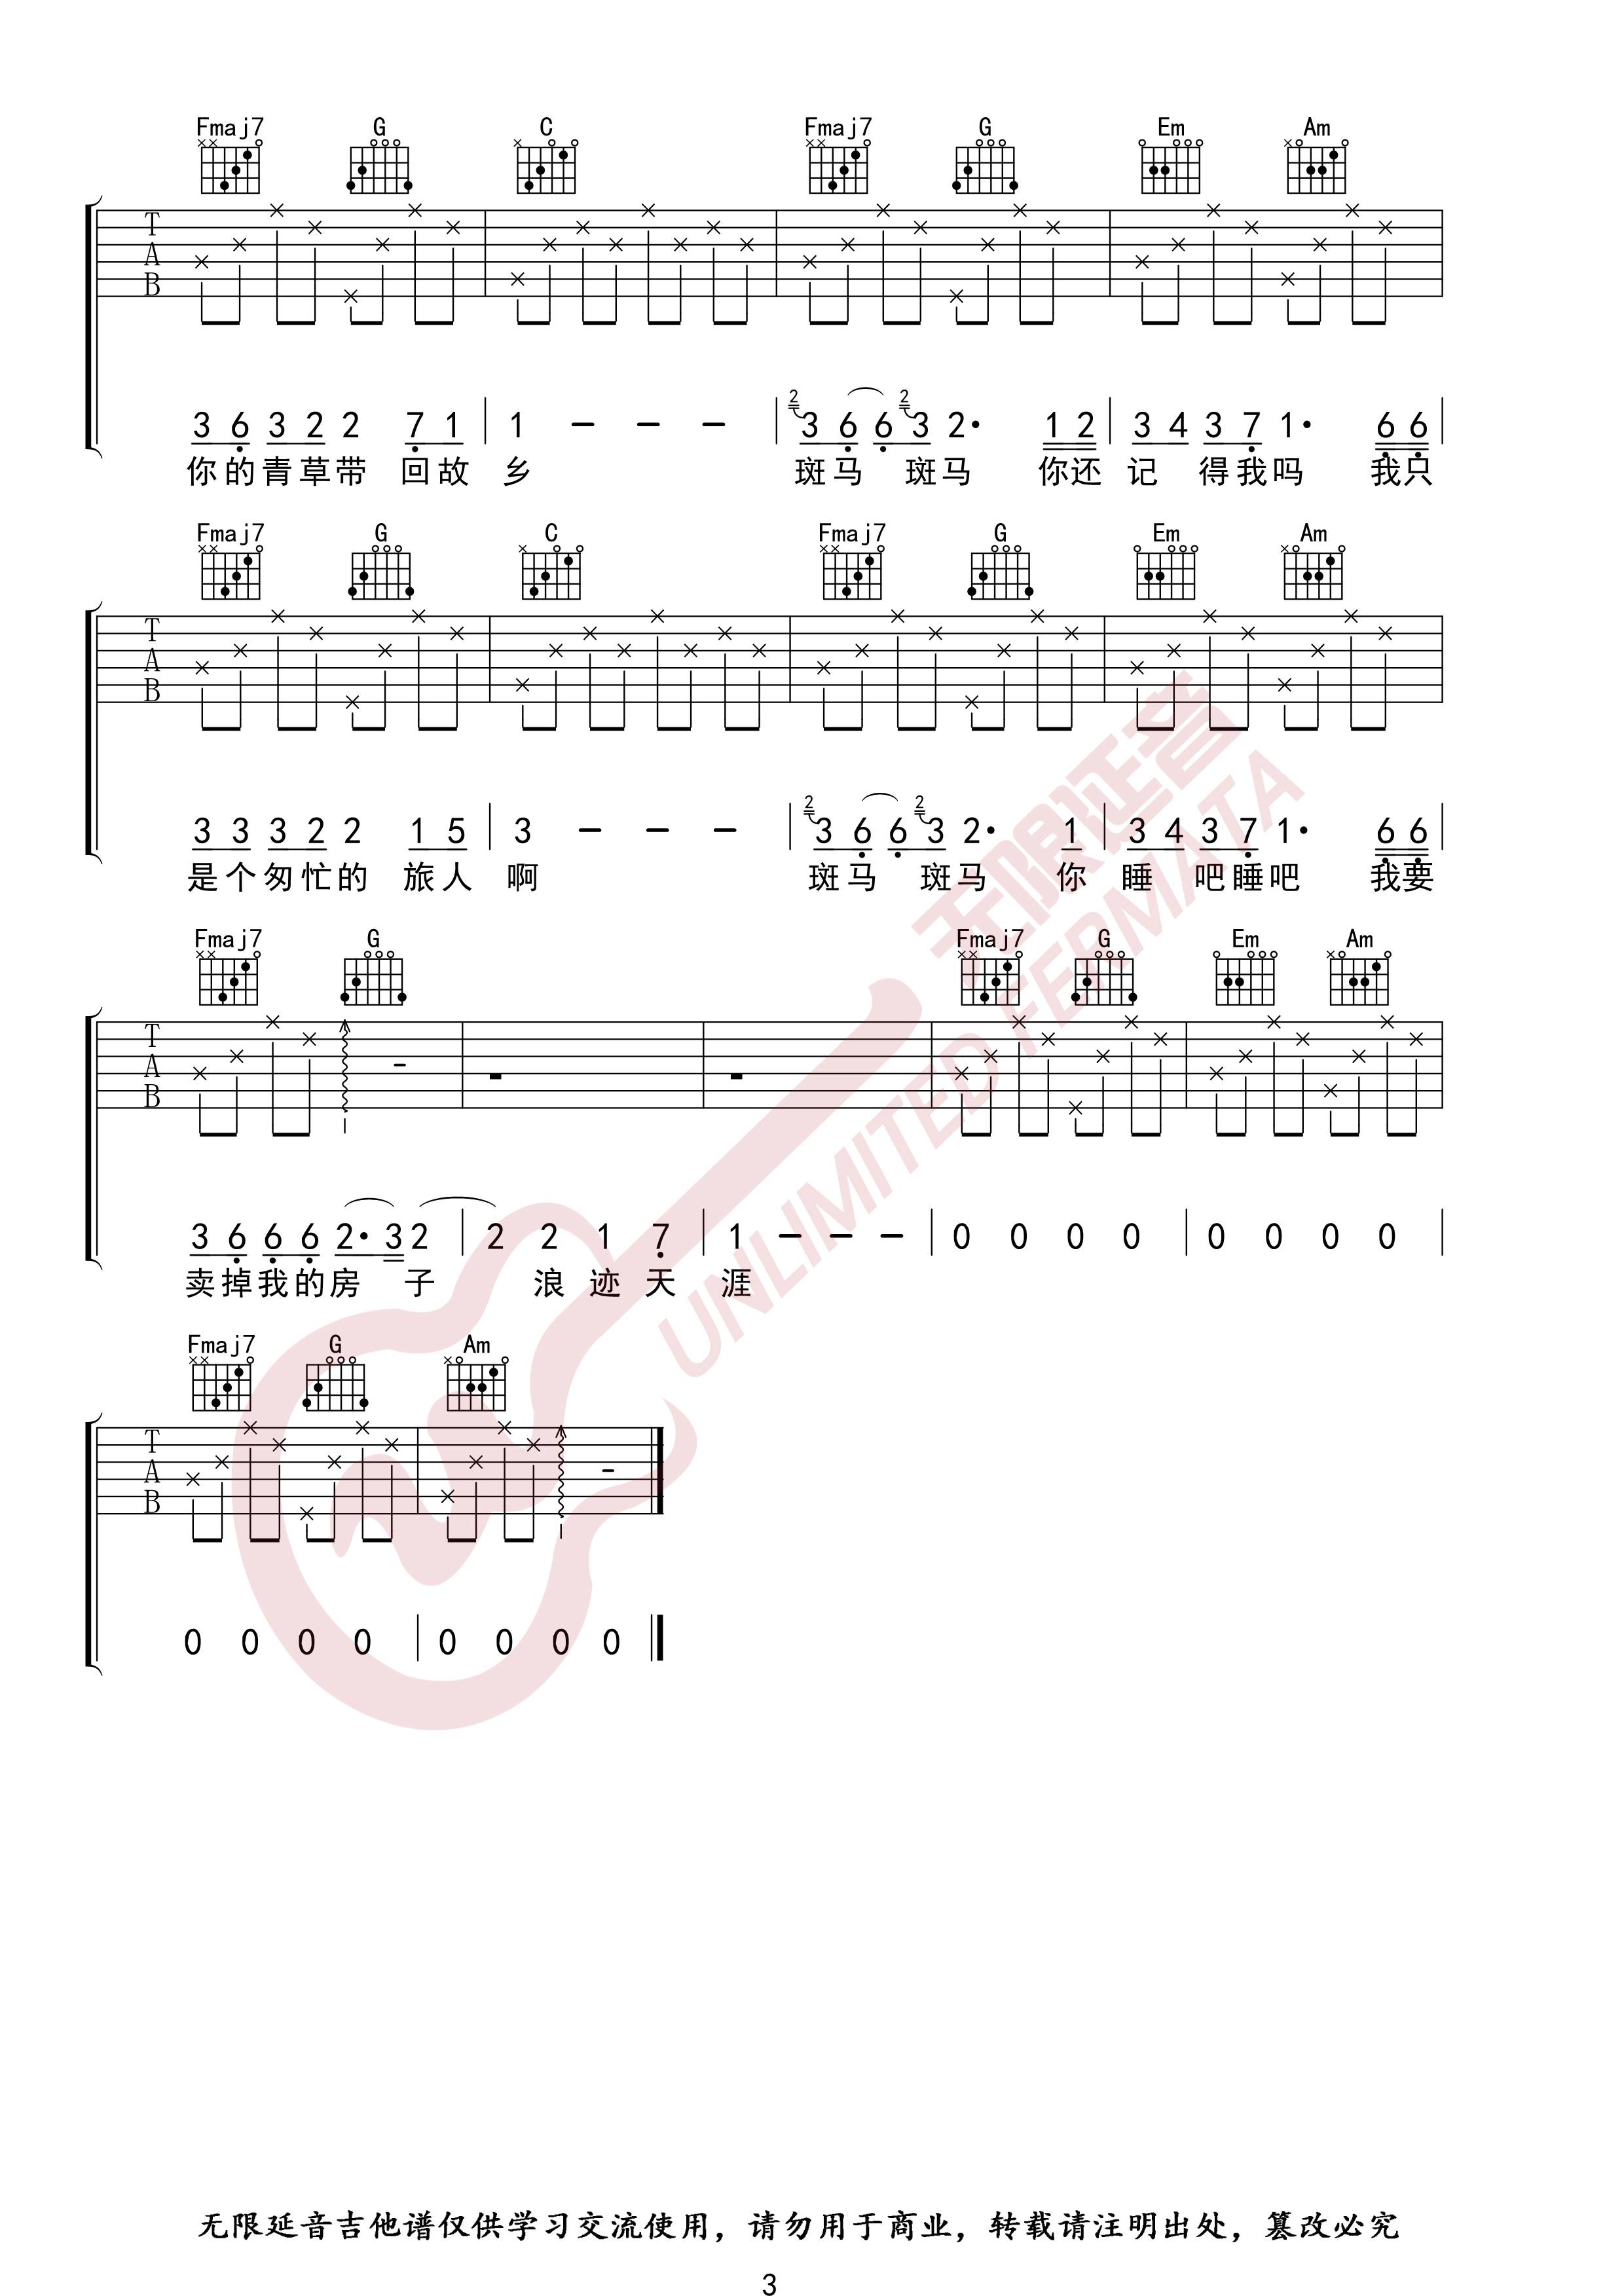 Fmaj7 G C Fmaj7 G Em Am
T
A
B
3 6 3 2 2 7 1 | 1 - - - | 2 3 6 6 2 3 2· 1 2 | 3 4 3 7 1· 6 6
你的青草带 回故 乡 斑马 斑马 你还 记 得我吗 我只
Fmaj7 G C Fmaj7 G Em Am
T
A
B
3 3 3 2 2 1 5 | 3 - - - | 2 3 6 6 2 3 2· 1 | 3 4 3 7 1· 6 6
是个匆忙的 旅人 啊 斑马 斑马 你 睡 吧睡吧 我要
Fmaj7 G Fmaj7 G Em Am
T
A
B
3 6 6 6 2· 3 2 | 2 2 1 7 | 1 - - - | 0 0 0 0 | 0 0 0 0
卖掉我的房 子 浪 迹 天 涯
Fmaj7 G Am
T
A
B
0 0 0 0 | 0 0 0 0
无限延音
UNLIMITED FERMATA
无限延音吉他谱仅供学习交流使用，请勿用于商业，转载请注明出处，篡改必究
3